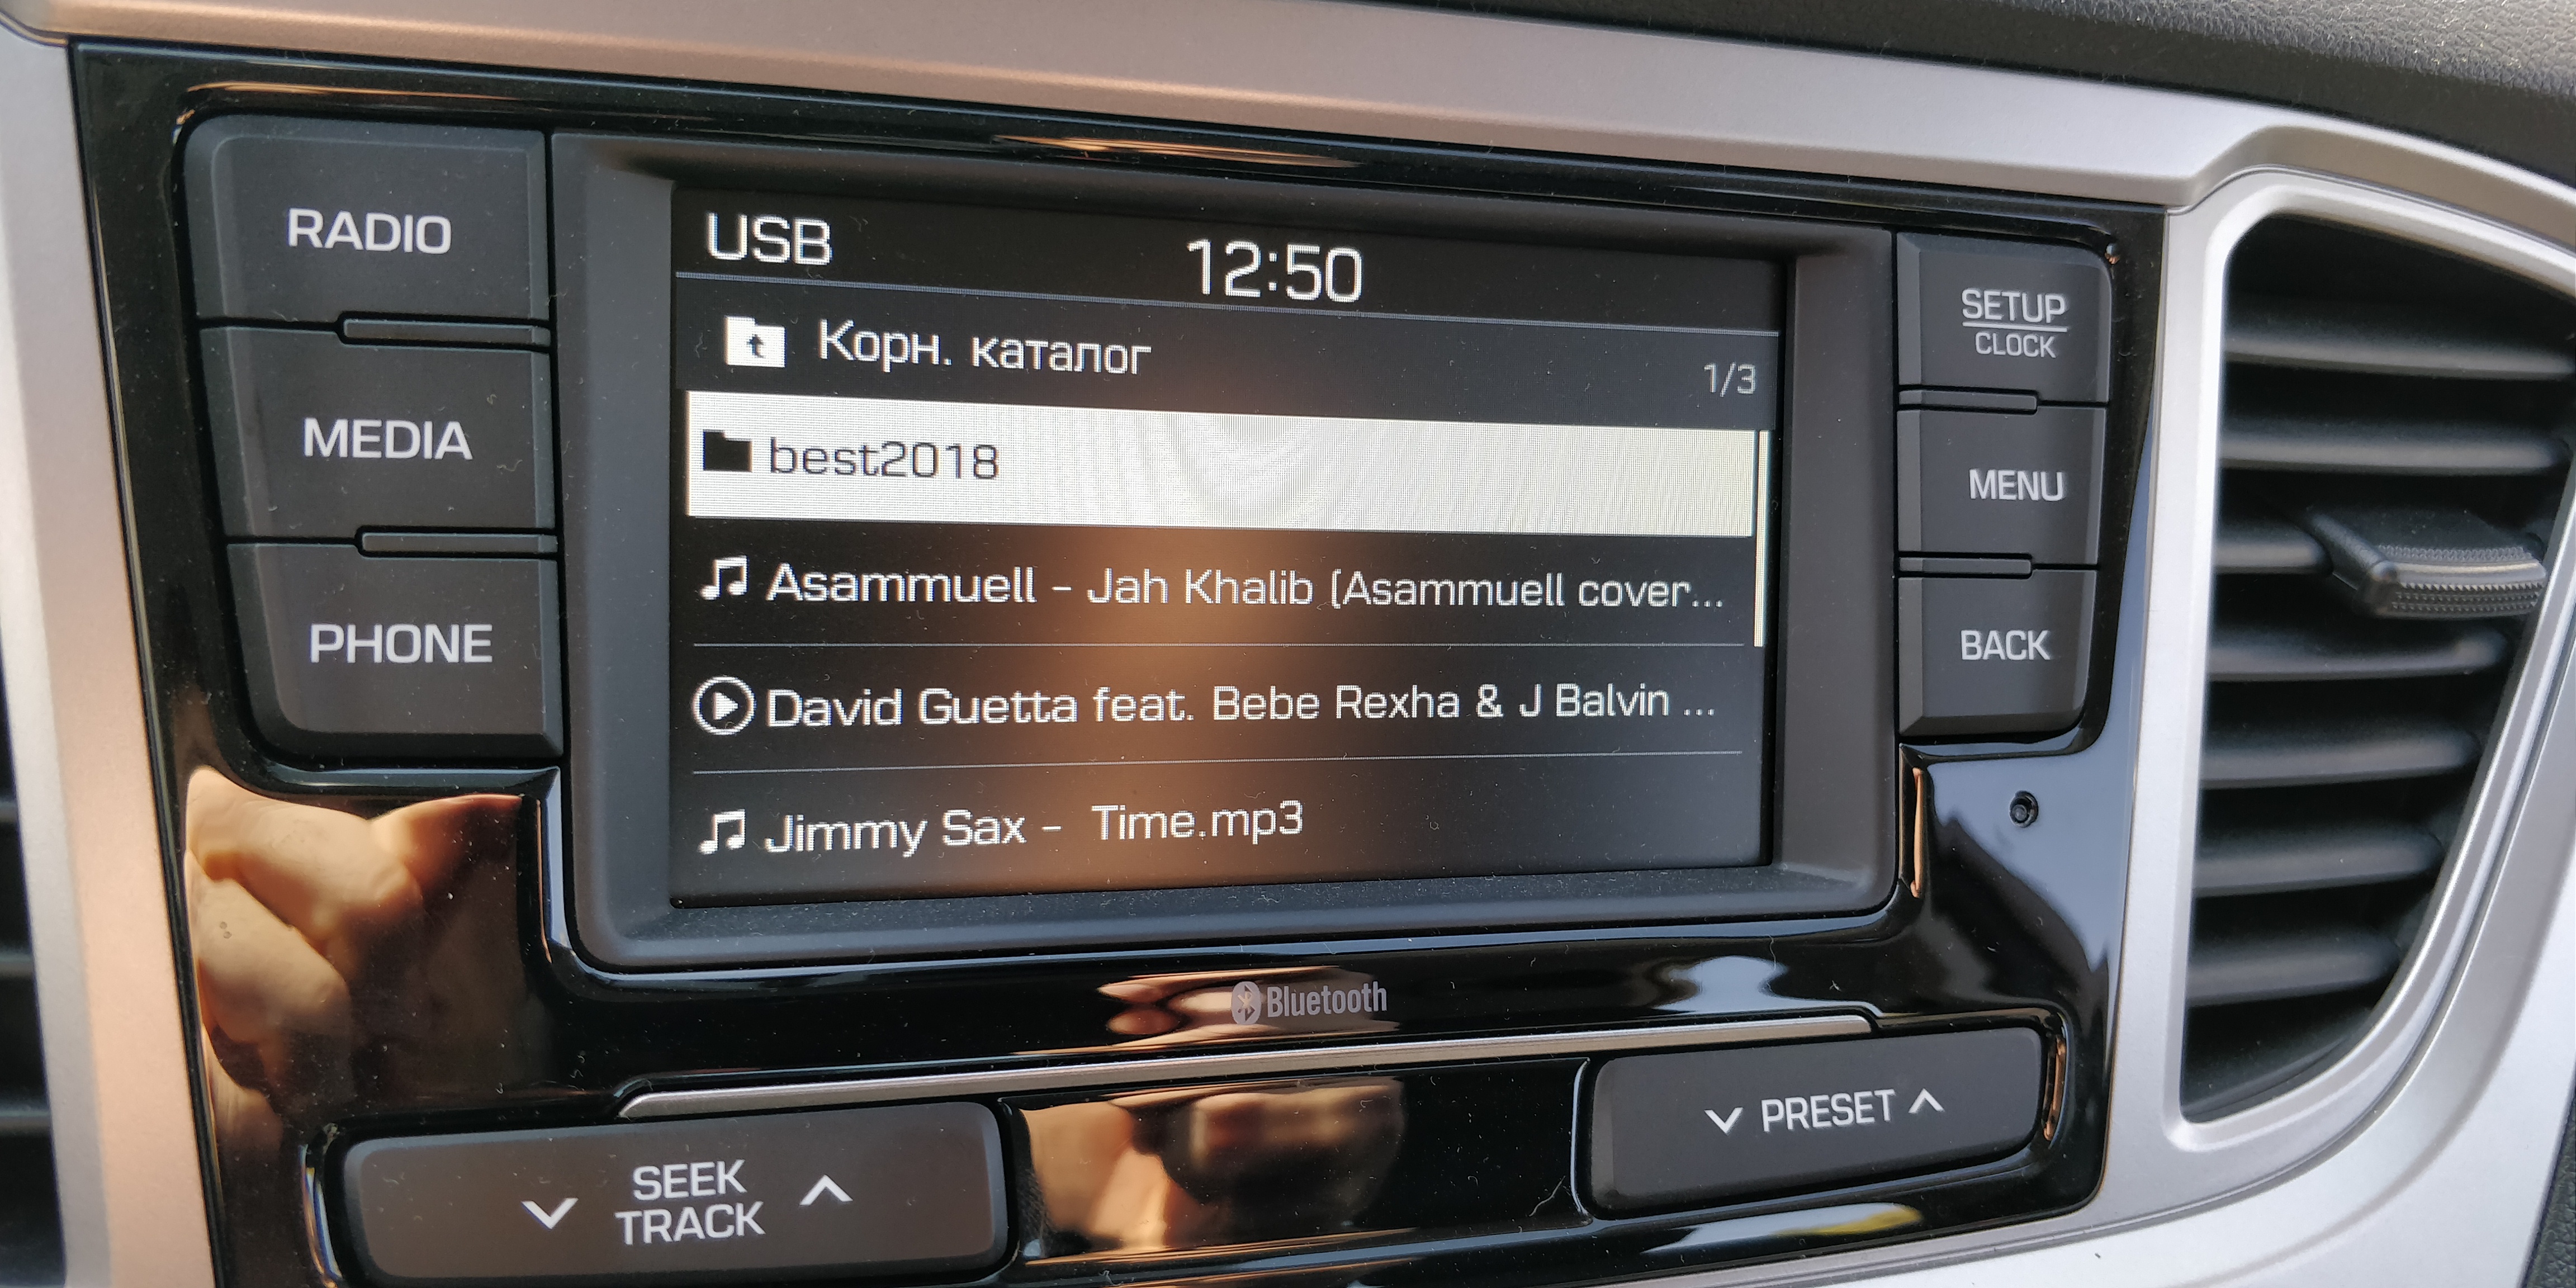 RADIO
MEDIA
PHONE
USB
12:50
Корн. каталог
1/3
best2018
Asammuell - Jah Khalib (Asammuell cover...
David Guetta feat. Bebe Rexha & J Balvin ...
Jimmy Sax - Time.mp3
SETUP
CLOCK
MENU
BACK
Bluetooth
SEEK
TRACK
PRESET